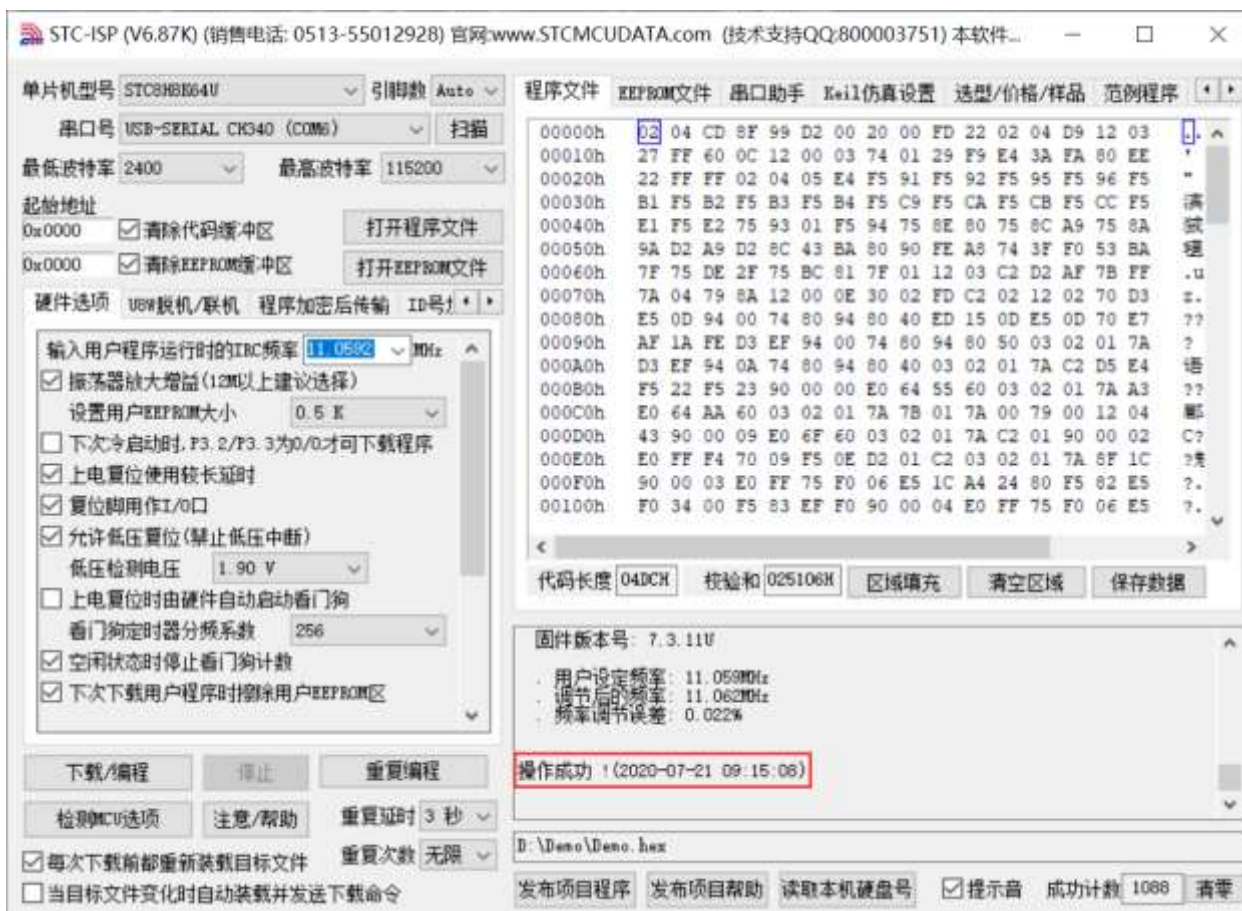 STC-ISP (V6.87K) (销售电话: 0513-55012928) 官网:www.STCMCUDATA.com (技术支持QQ:800003751) 本软件...
单片机型号 STC8H8K64U 引脚数 Auto
串口号 USB-SERIAL CH340 (COM6) 扫描
最低波特率 2400 最高波特率 115200
起始地址
0x0000 清除代码缓冲区 打开程序文件
0x0000 清除EEPROM缓冲区 打开EEPROM文件
硬件选项 U8W脱机/联机 程序加密后传输 ID号
输入用户程序运行时的IRC频率 11.0592 MHz
振荡器放大增益(12M以上建议选择)
设置用户EEPROM大小 0.5 K
下次冷启动时,P3.2/P3.3为0/0才可下载程序
上电复位使用较长延时
复位脚用作I/O口
允许低压复位(禁止低压中断)
低压检测电压 1.90 V
上电复位时由硬件自动启动看门狗
看门狗定时器分频系数 256
空闲状态时停止看门狗计数
下次下载用户程序时擦除用户EEPROM区
下载/编程 停止 重复编程
检测MCU选项 注意/帮助 重复延时 3 秒
每次下载前都重新装载目标文件 重复次数 无限
当目标文件变化时自动装载并发送下载命令
程序文件 EEPROM文件 串口助手 Keil仿真设置 选型/价格/样品 范例程序
00000h 02 04 CD 8F 99 D2 00 20 00 FD 22 02 04 D9 12 03 ..
00010h 27 FF 60 0C 12 00 03 74 01 29 F9 E4 3A FA 80 EE '
00020h 22 FF FF 02 04 05 E4 F5 91 F5 92 F5 95 F5 96 F5 "
00030h B1 F5 B2 F5 B3 F5 B4 F5 C9 F5 CA F5 CB F5 CC F5
00040h E1 F5 E2 75 93 01 F5 94 75 8E 80 75 8C A9 75 8A
00050h 9A D2 A9 D2 8C 43 BA 80 90 FE A8 74 3F F0 53 BA
00060h 7F 75 DE 2F 75 BC 81 7F 01 12 03 C2 D2 AF 7B FF .u
00070h 7A 04 79 8A 12 00 0E 30 02 FD C2 02 12 02 70 D3 z.
00080h E5 0D 94 00 74 80 94 80 40 ED 15 0D E5 0D 70 E7 ??
00090h AF 1A FE D3 EF 94 00 74 80 94 80 50 03 02 01 7A ?
000A0h D3 EF 94 0A 74 80 94 80 40 03 02 01 7A C2 D5 E4 语
000B0h F5 22 F5 23 90 00 00 E0 64 55 60 03 02 01 7A A3 ??
000C0h E0 64 AA 60 03 02 01 7A 7B 01 7A 00 79 00 12 04
000D0h 43 90 00 09 E0 6F 60 03 02 01 7A C2 01 90 00 02 C?
000E0h E0 FF F4 70 09 F5 0E D2 01 C2 03 02 01 7A 8F 1C
000F0h 90 00 03 E0 FF 75 F0 06 E5 1C A4 24 80 F5 82 E5 ?.
00100h F0 34 00 F5 83 EF F0 90 00 04 E0 FF 75 F0 06 E5 ?.
代码长度 04DCH 校验和 025106H 区域填充 清空区域 保存数据
固件版本号: 7.3.11U
. 用户设定频率: 11.059MHz
. 调节后的频率: 11.062MHz
. 频率调节误差: 0.022%
操作成功 !(2020-07-21 09:15:08)
D:\Demo\Demo.hex
发布项目程序 发布项目帮助 读取本机硬盘号 提示音 成功计数 1088 清零